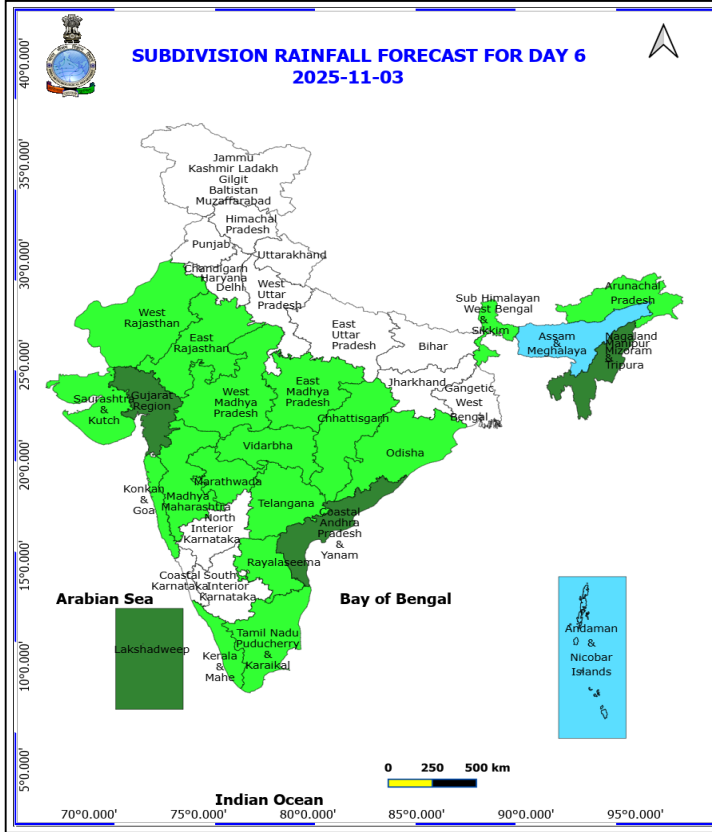 SUBDIVISION RAINFALL FORECAST FOR DAY 6
2025-11-03
40°0.000'
35°0.000'
30°0.000'
25°0.000'
20°0.000'
15°0.000'
10°0.000'
5°0.000'
Jammu
Kashmir Ladakh
Gilgit
Baltistan
Muzaffarabad
Himachal
Pradesh
Punjab
Uttarakhand
Chandigarh
Haryana
Delhi
West
Uttar
Pradesh
West
Rajasthan
East
Rajasthan
East
Uttar
Pradesh
Bihar
Sub Himalayan
West Bengal
&
Sikkim
Arunachal
Pradesh
Assam
&
Meghalaya
Nagaland
Manipur
Mizoram
&
Tripura
Saurashtra
&
Kutch
Gujarat
Region
West
Madhya
Pradesh
East
Madhya
Pradesh
Jharkhand
Gangetic
West
Bengal
Chhattisgarh
Odisha
Vidarbha
Konkan
&
Goa
Madhya
Maharashtra
Marathwada
Telangana
North
Interior
Karnataka
Coastal
Andhra
Pradesh
&
Yanam
Rayalaseema
Coastal
Karnataka
South
Interior
Karnataka
Arabian Sea
Bay of Bengal
Lakshadweep
Kerala
&
Mahe
Tamil Nadu
Puducherry
&
Karaikal
Andaman
&
Nicobar
Islands
0 250 500 km
Indian Ocean
70°0.000' 75°0.000' 80°0.000' 85°0.000' 90°0.000' 95°0.000'